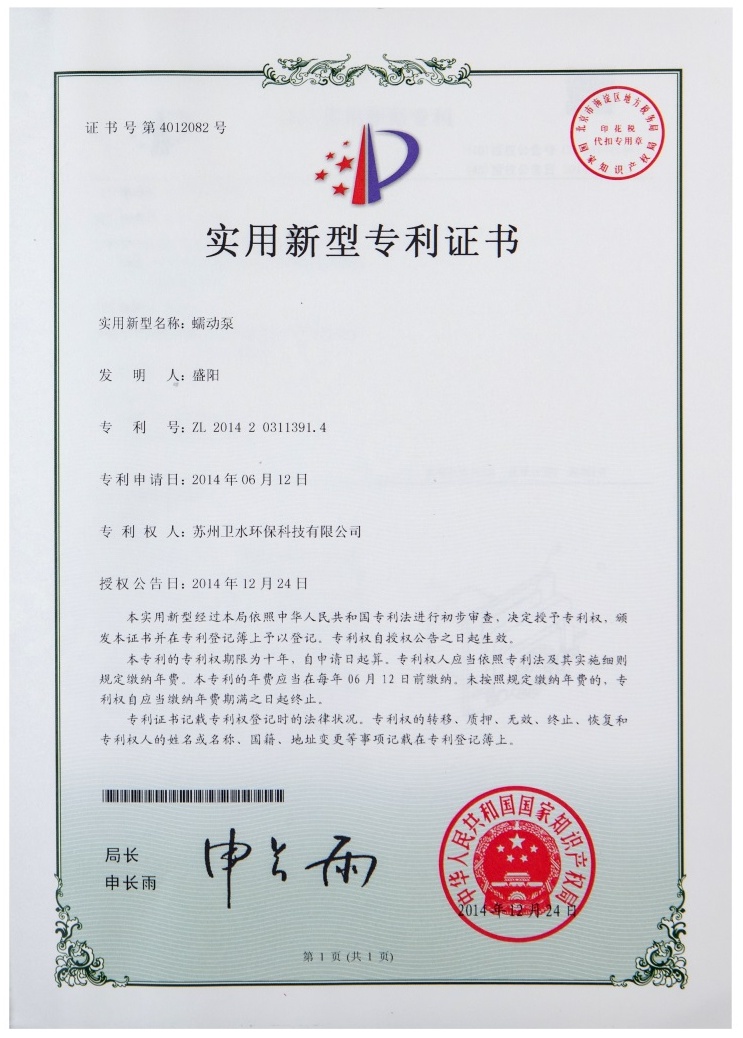 证书号第4012082号
北京市海淀区地方税务局
印花税
代扣专用章
国家知识产权局
实用新型专利证书
实用新型名称：蠕动泵
发明人：盛阳
专利号：ZL 2014 2 0311391.4
专利申请日：2014年06月12日
专利权人：苏州卫水环保科技有限公司
授权公告日：2014年12月24日
本实用新型经过本局依照中华人民共和国专利法进行初步审查，决定授予专利权，颁
发本证书并在专利登记簿上予以登记。专利权自授权公告之日起生效。
本专利的专利权期限为十年，自申请日起算。专利权人应当依照专利法及其实施细则
规定缴纳年费。本专利的年费应当在每年06月12日前缴纳。未按照规定缴纳年费的，专
利权自应当缴纳年费期满之日起终止。
专利证书记载专利权登记时的法律状况。专利权的转移、质押、无效、终止、恢复和
专利权人的姓名或名称、国籍、地址变更等事项记载在专利登记簿上。
局长
申长雨
申长雨
中华人民共和国国家知识产权局
2014年12月24日
第1页(共1页)